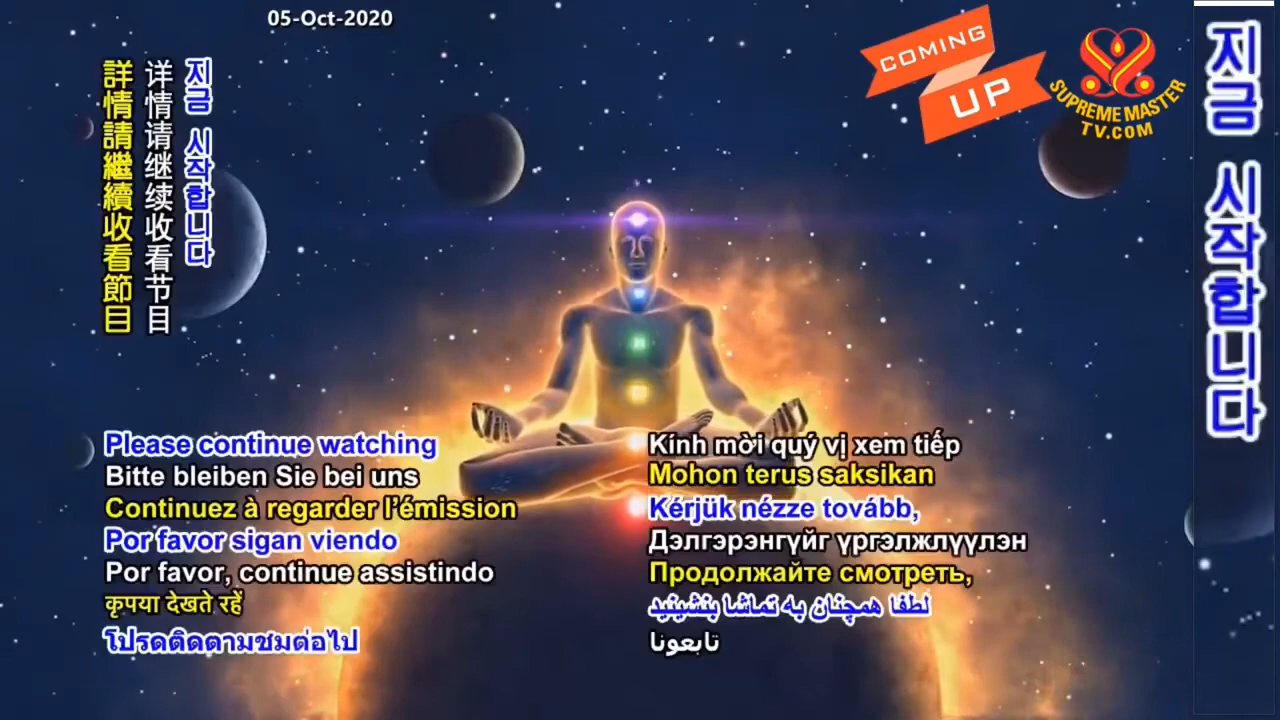 05-Oct-2020
COMING
UP
SUPREME MASTER
TV.COM
詳情請繼續收看節目
详情请继续收看节目
지금 시작합니다
지금 시작합니다
Please continue watching
Bitte bleiben Sie bei uns
Continuez à regarder l'émission
Por favor sigan viendo
Por favor, continue assistindo
कृपया देखते रहें
โปรดติดตามชมต่อไป
Kính mời quý vị xem tiếp
Mohon terus saksikan
Kérjük nézze tovább,
Дэлгэрэнгүйг үргэлжлүүлэн
Продолжайте смотреть,
لطفا همچنان به تماشا بنشینید
تابعونا